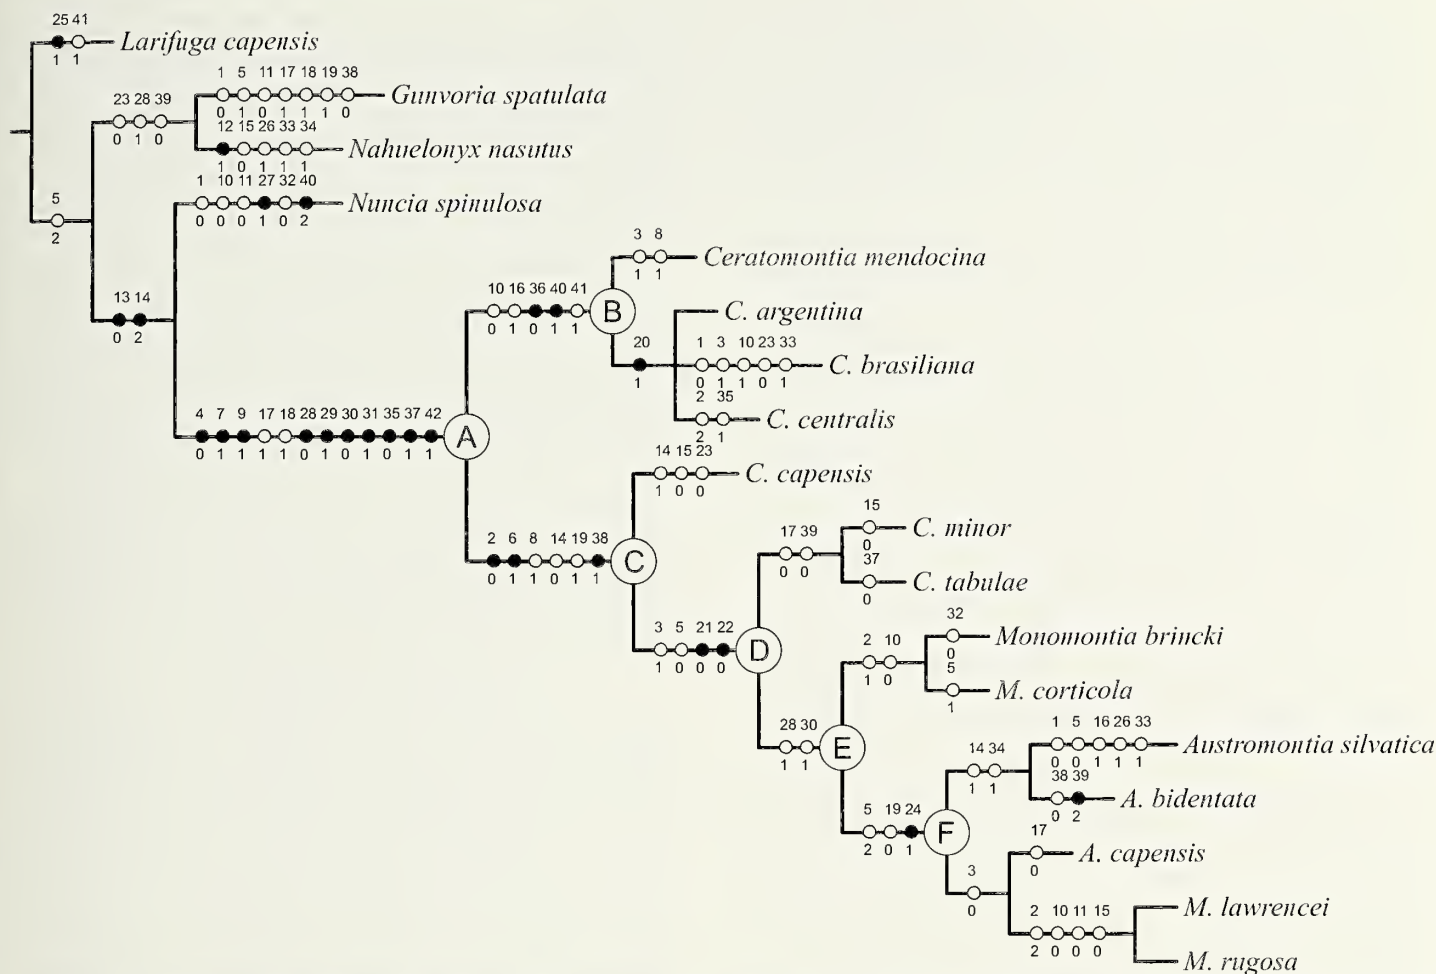 25 41
Larifuga capensis
1 1
1 5 11 17 18 19 38
Gunvoria spatulata
0 1 0 1 1 1 0
23 28 39
0 1 0
12 15 26 33 34
Nahuelonyx nasutus
1 0 1 1 1
1 10 11 27 32 40
Nuncia spinulosa
0 0 0 1 0 2
5
2
3 8
Ceratomontia mendocina
1 1
10 16 36 40 41
B
0 1 0 1 1
C. argentina
13 14
0 2
20
1
1 3 10 23 33
C. brasiliana
0 1 1 0 1
2 35
C. centralis
2 1
4 7 9 17 18 28 29 30 31 35 37 42
A
0 1 1 1 1 0 1 0 1 0 1 1
14 15 23
C. capensis
1 0 0
15
C. minor
0
2 6 8 14 19 38
C
0 1 1 0 1 1
17 39
0 0
37
C. tabulae
0
3 5 21 22
D
1 0 0 0
32
Monomontia brincki
0
2 10
1 0
5
M. corticola
1
28 30
E
1 1
1 5 16 26 33
Austromontia silvatica
0 0 1 1 1
14 34
1 1
38 39
A. bidentata
0 2
5 19 24
F
2 0 1
17
A. capensis
0
3
0
2 10 11 15
M. lawrencei
2 0 0 0
M. rugosa